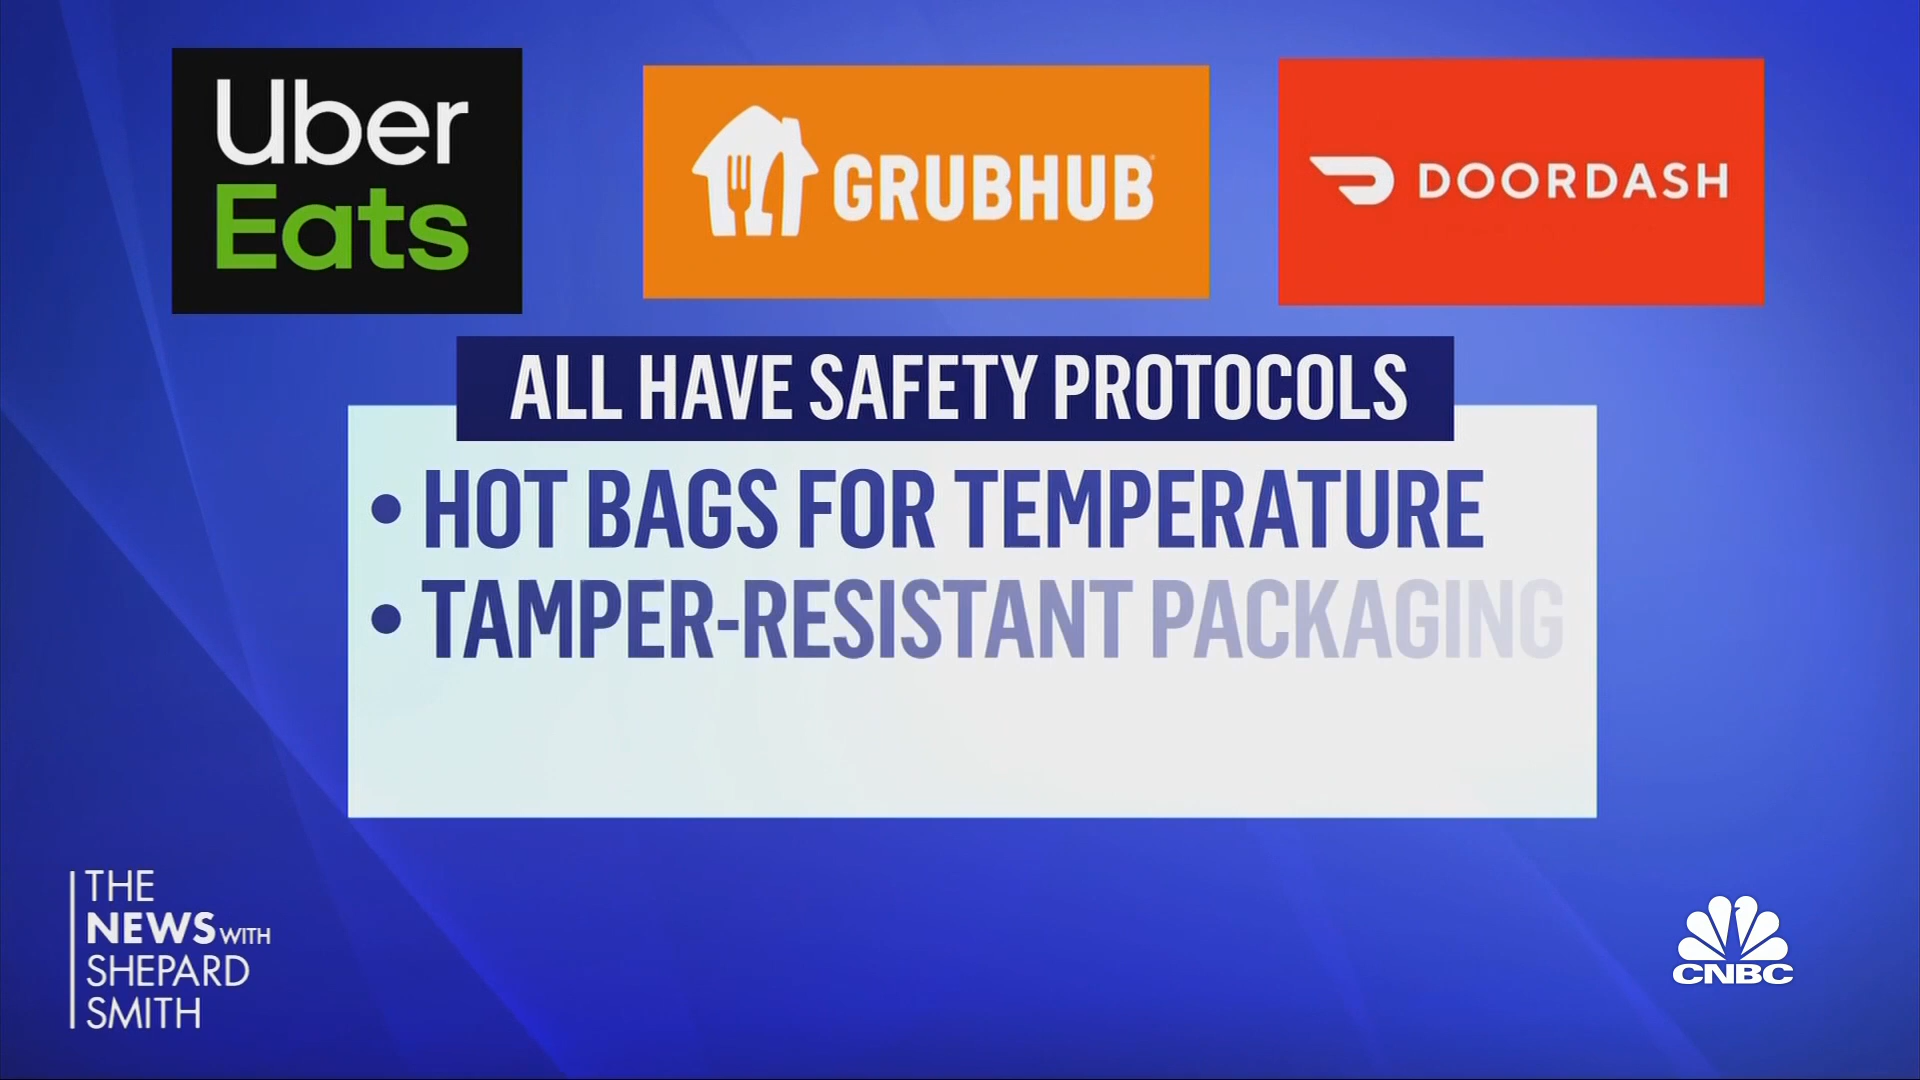 Uber
Eats
GRUBHUB
DOORDASH
ALL HAVE SAFETY PROTOCOLS
• HOT BAGS FOR TEMPERATURE
• TAMPER-RESISTANT PACKAGING
THE
NEWS WITH
SHEPARD
SMITH
CNBC